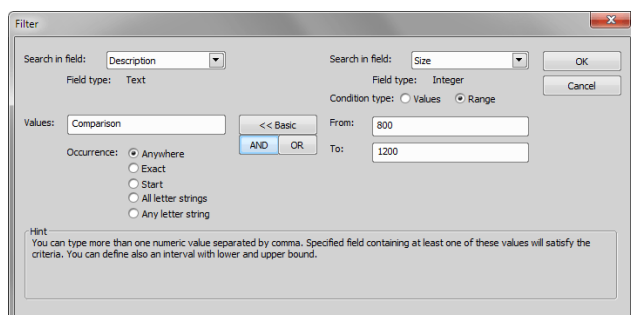 Filter
x
Search in field: Description
Field type: Text
Values: Comparison
Occurrence: Anywhere
Exact
Start
All letter strings
Any letter string
<< Basic
AND OR
Search in field: Size
Field type: Integer
Condition type: Values Range
From: 800
To: 1200
OK
Cancel
Hint
You can type more than one numeric value separated by comma. Specified field containing at least one of these values will satisfy the
criteria. You can define also an interval with lower and upper bound.